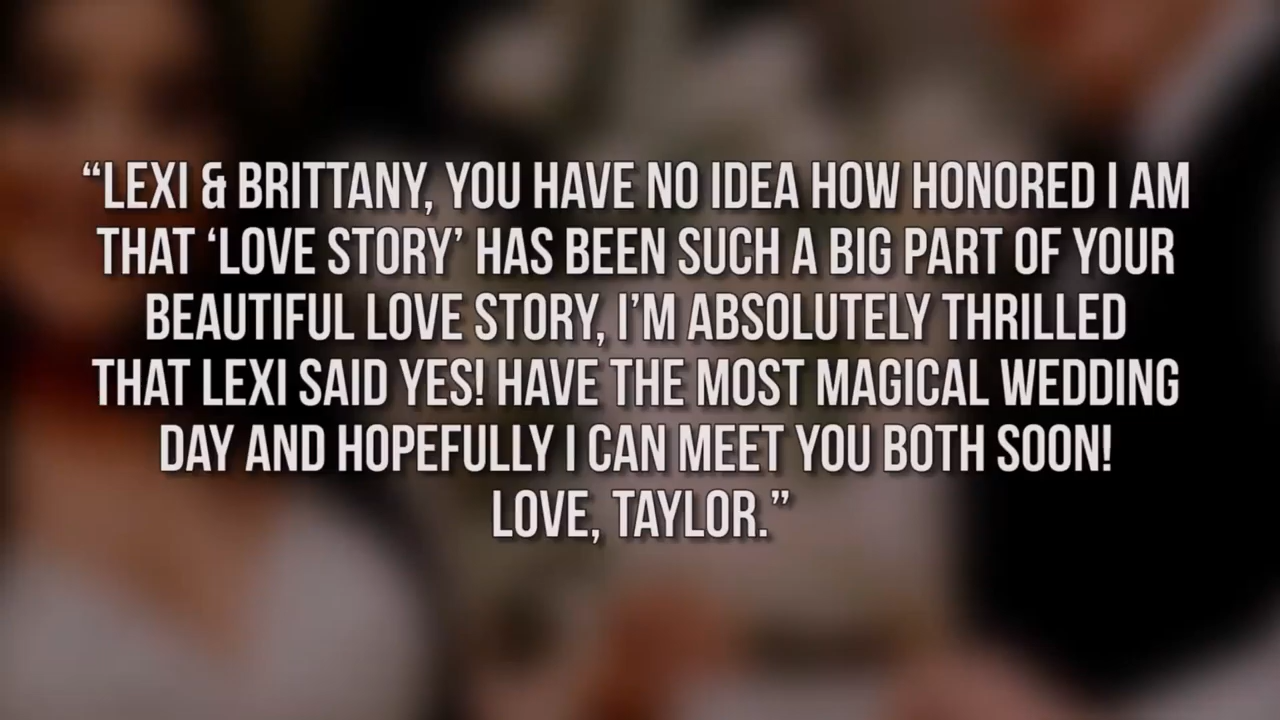 “LEXI & BRITTANY, YOU HAVE NO IDEA HOW HONORED I AM
THAT ‘LOVE STORY’ HAS BEEN SUCH A BIG PART OF YOUR
BEAUTIFUL LOVE STORY, I’M ABSOLUTELY THRILLED
THAT LEXI SAID YES! HAVE THE MOST MAGICAL WEDDING
DAY AND HOPEFULLY I CAN MEET YOU BOTH SOON!
LOVE, TAYLOR.”